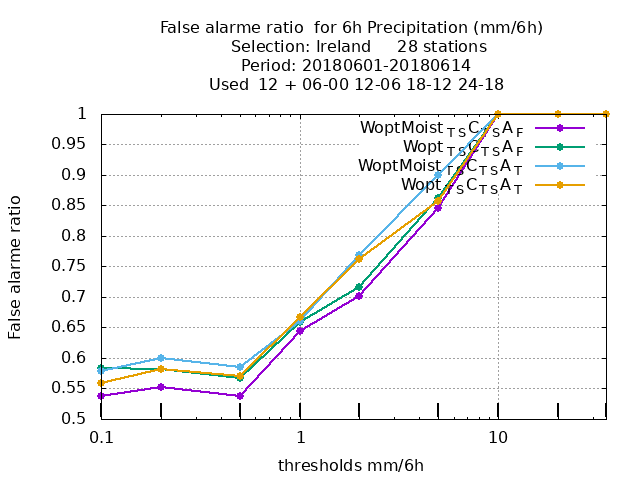 False alarme ratio for 6h Precipitation (mm/6h)
Selection: Ireland 28 stations
Period: 20180601-20180614
Used 12 + 06-00 12-06 18-12 24-18
False alarme ratio
1
0.95
0.9
0.85
0.8
0.75
0.7
0.65
0.6
0.55
0.5
WoptMoist TSCTSAF
Wopt TSCTSAF
WoptMoist TSCTSAT
Wopt TSCTSAT
0.1 1 10
thresholds mm/6h